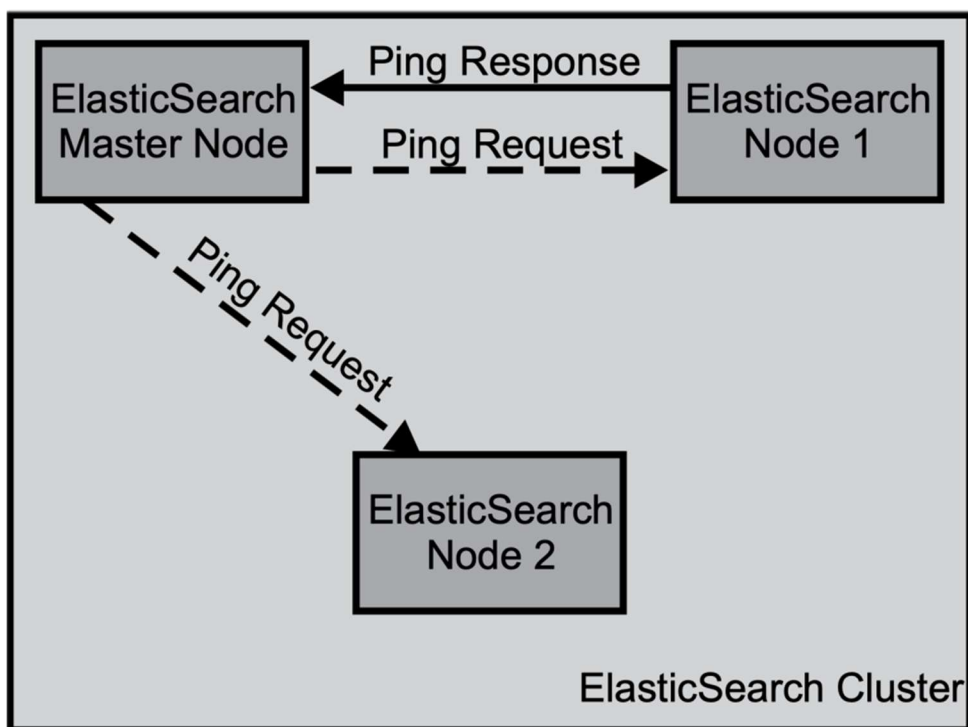 ElasticSearch
Master Node
Ping Response
Ping Request
ElasticSearch
Node 1
Ping Request
ElasticSearch
Node 2
ElasticSearch Cluster